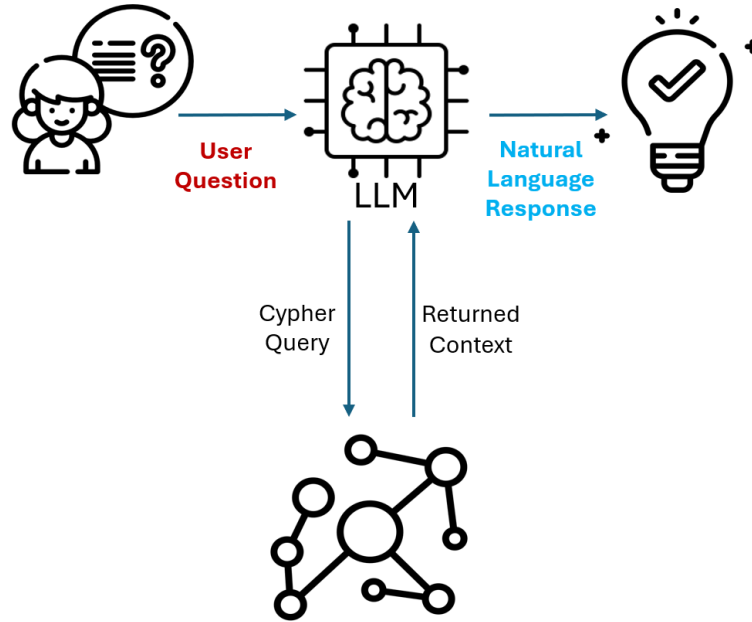 User
Question
LLM
Natural
Language
Response
Cypher
Query
Returned
Context